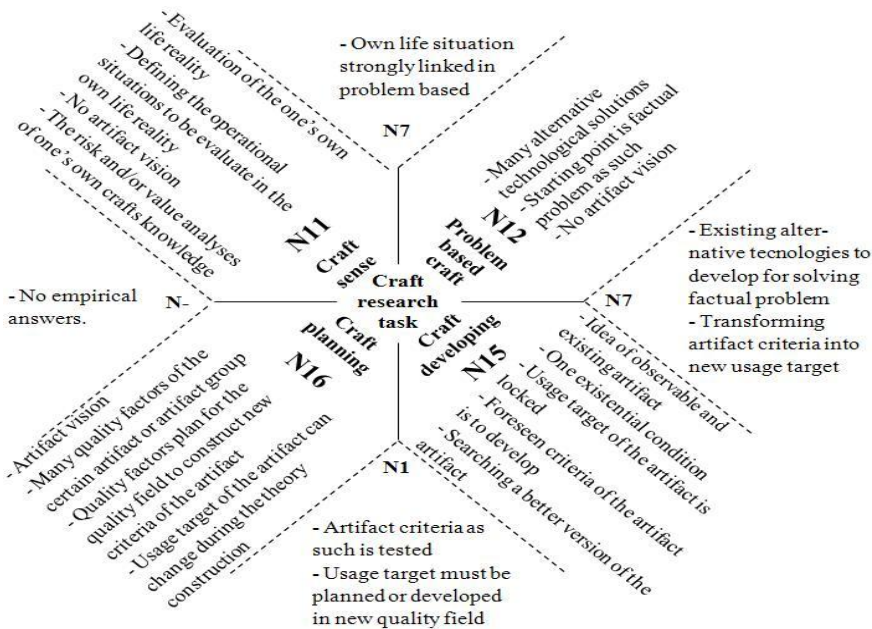 - Evaluation of the one's own
life reality
- Defining the operational
situations to be evaluate in the
own life reality
- No artifact vision
- The risk and/or value analyses
of one's own crafts knowledge
N11
Craft
sense
- Own life situation
strongly linked in
problem based
N7
- Many alternative
technological solutions
- Starting point is factual
problem as such
- No artifact vision
N12
Problem
based
craft
- No empirical
answers.
N-
Craft
research
task
N7
- Existing alter-
native tecnologies to
develop for solving
factual problem
- Transforming
artifact criteria into
new usage target
Craft
planning
N16
- Artifact vision
- Many quality factors of the
certain artifact or artifact group
- Quality factors plan for the
quality field to construct new
criteria of the artifact
- Usage target of the artifact can
change during the theory
construction
Craft
developing
N15
- Idea of observable and
existing artifact
- One existential condition
- Usage target of the artifact is
locked
- Foreseen criteria of the artifact
is to develop
- Searching a better version of the
artifact
N1
- Artifact criteria as
such is tested
- Usage target must be
planned or developed
in new quality field